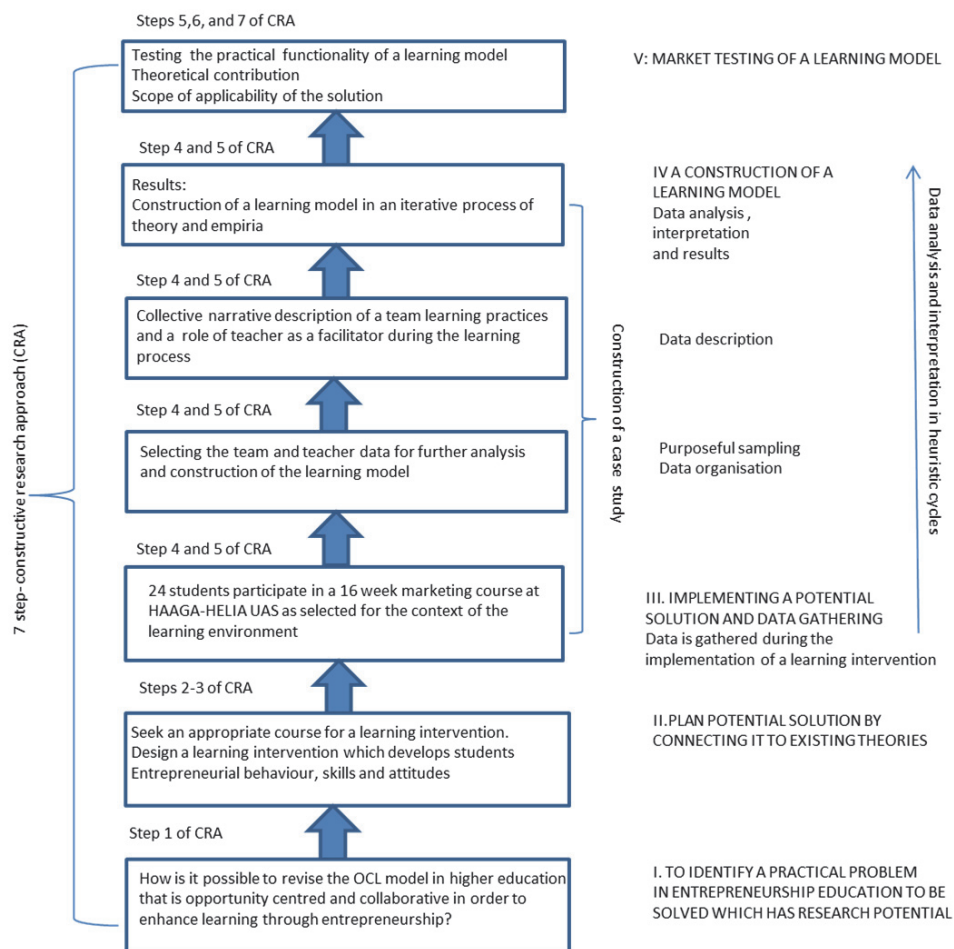 Steps 5,6, and 7 of CRA
Testing the practical functionality of a learning model
Theoretical contribution
Scope of applicability of the solution
V: MARKET TESTING OF A LEARNING MODEL
Step 4 and 5 of CRA
Results:
Construction of a learning model in an iterative process of
theory and empiria
IV A CONSTRUCTION OF A
LEARNING MODEL
Data analysis ,
interpretation
and results
Step 4 and 5 of CRA
Collective narrative description of a team learning practices
and a role of teacher as a facilitator during the learning
process
Data description
Step 4 and 5 of CRA
Selecting the team and teacher data for further analysis
and construction of the learning model
Purposeful sampling
Data organisation
Step 4 and 5 of CRA
24 students participate in a 16 week marketing course at
HAAGA-HELIA UAS as selected for the context of the
learning environment
III. IMPLEMENTING A POTENTIAL
SOLUTION AND DATA GATHERING
Data is gathered during the
implementation of a learning intervention
Steps 2-3 of CRA
Seek an appropriate course for a learning intervention.
Design a learning intervention which develops students
Entrepreneurial behaviour, skills and attitudes
II.PLAN POTENTIAL SOLUTION BY
CONNECTING IT TO EXISTING THEORIES
Step 1 of CRA
How is it possible to revise the OCL model in higher education
that is opportunity centred and collaborative in order to
enhance learning through entrepreneurship?
I. TO IDENTIFY A PRACTICAL PROBLEM
IN ENTREPRENEURSHIP EDUCATION TO BE
SOLVED WHICH HAS RESEARCH POTENTIAL
7 step- constructive research approach (CRA)
Construction of a case study
Data analysis and interpretation in heuristic cycles